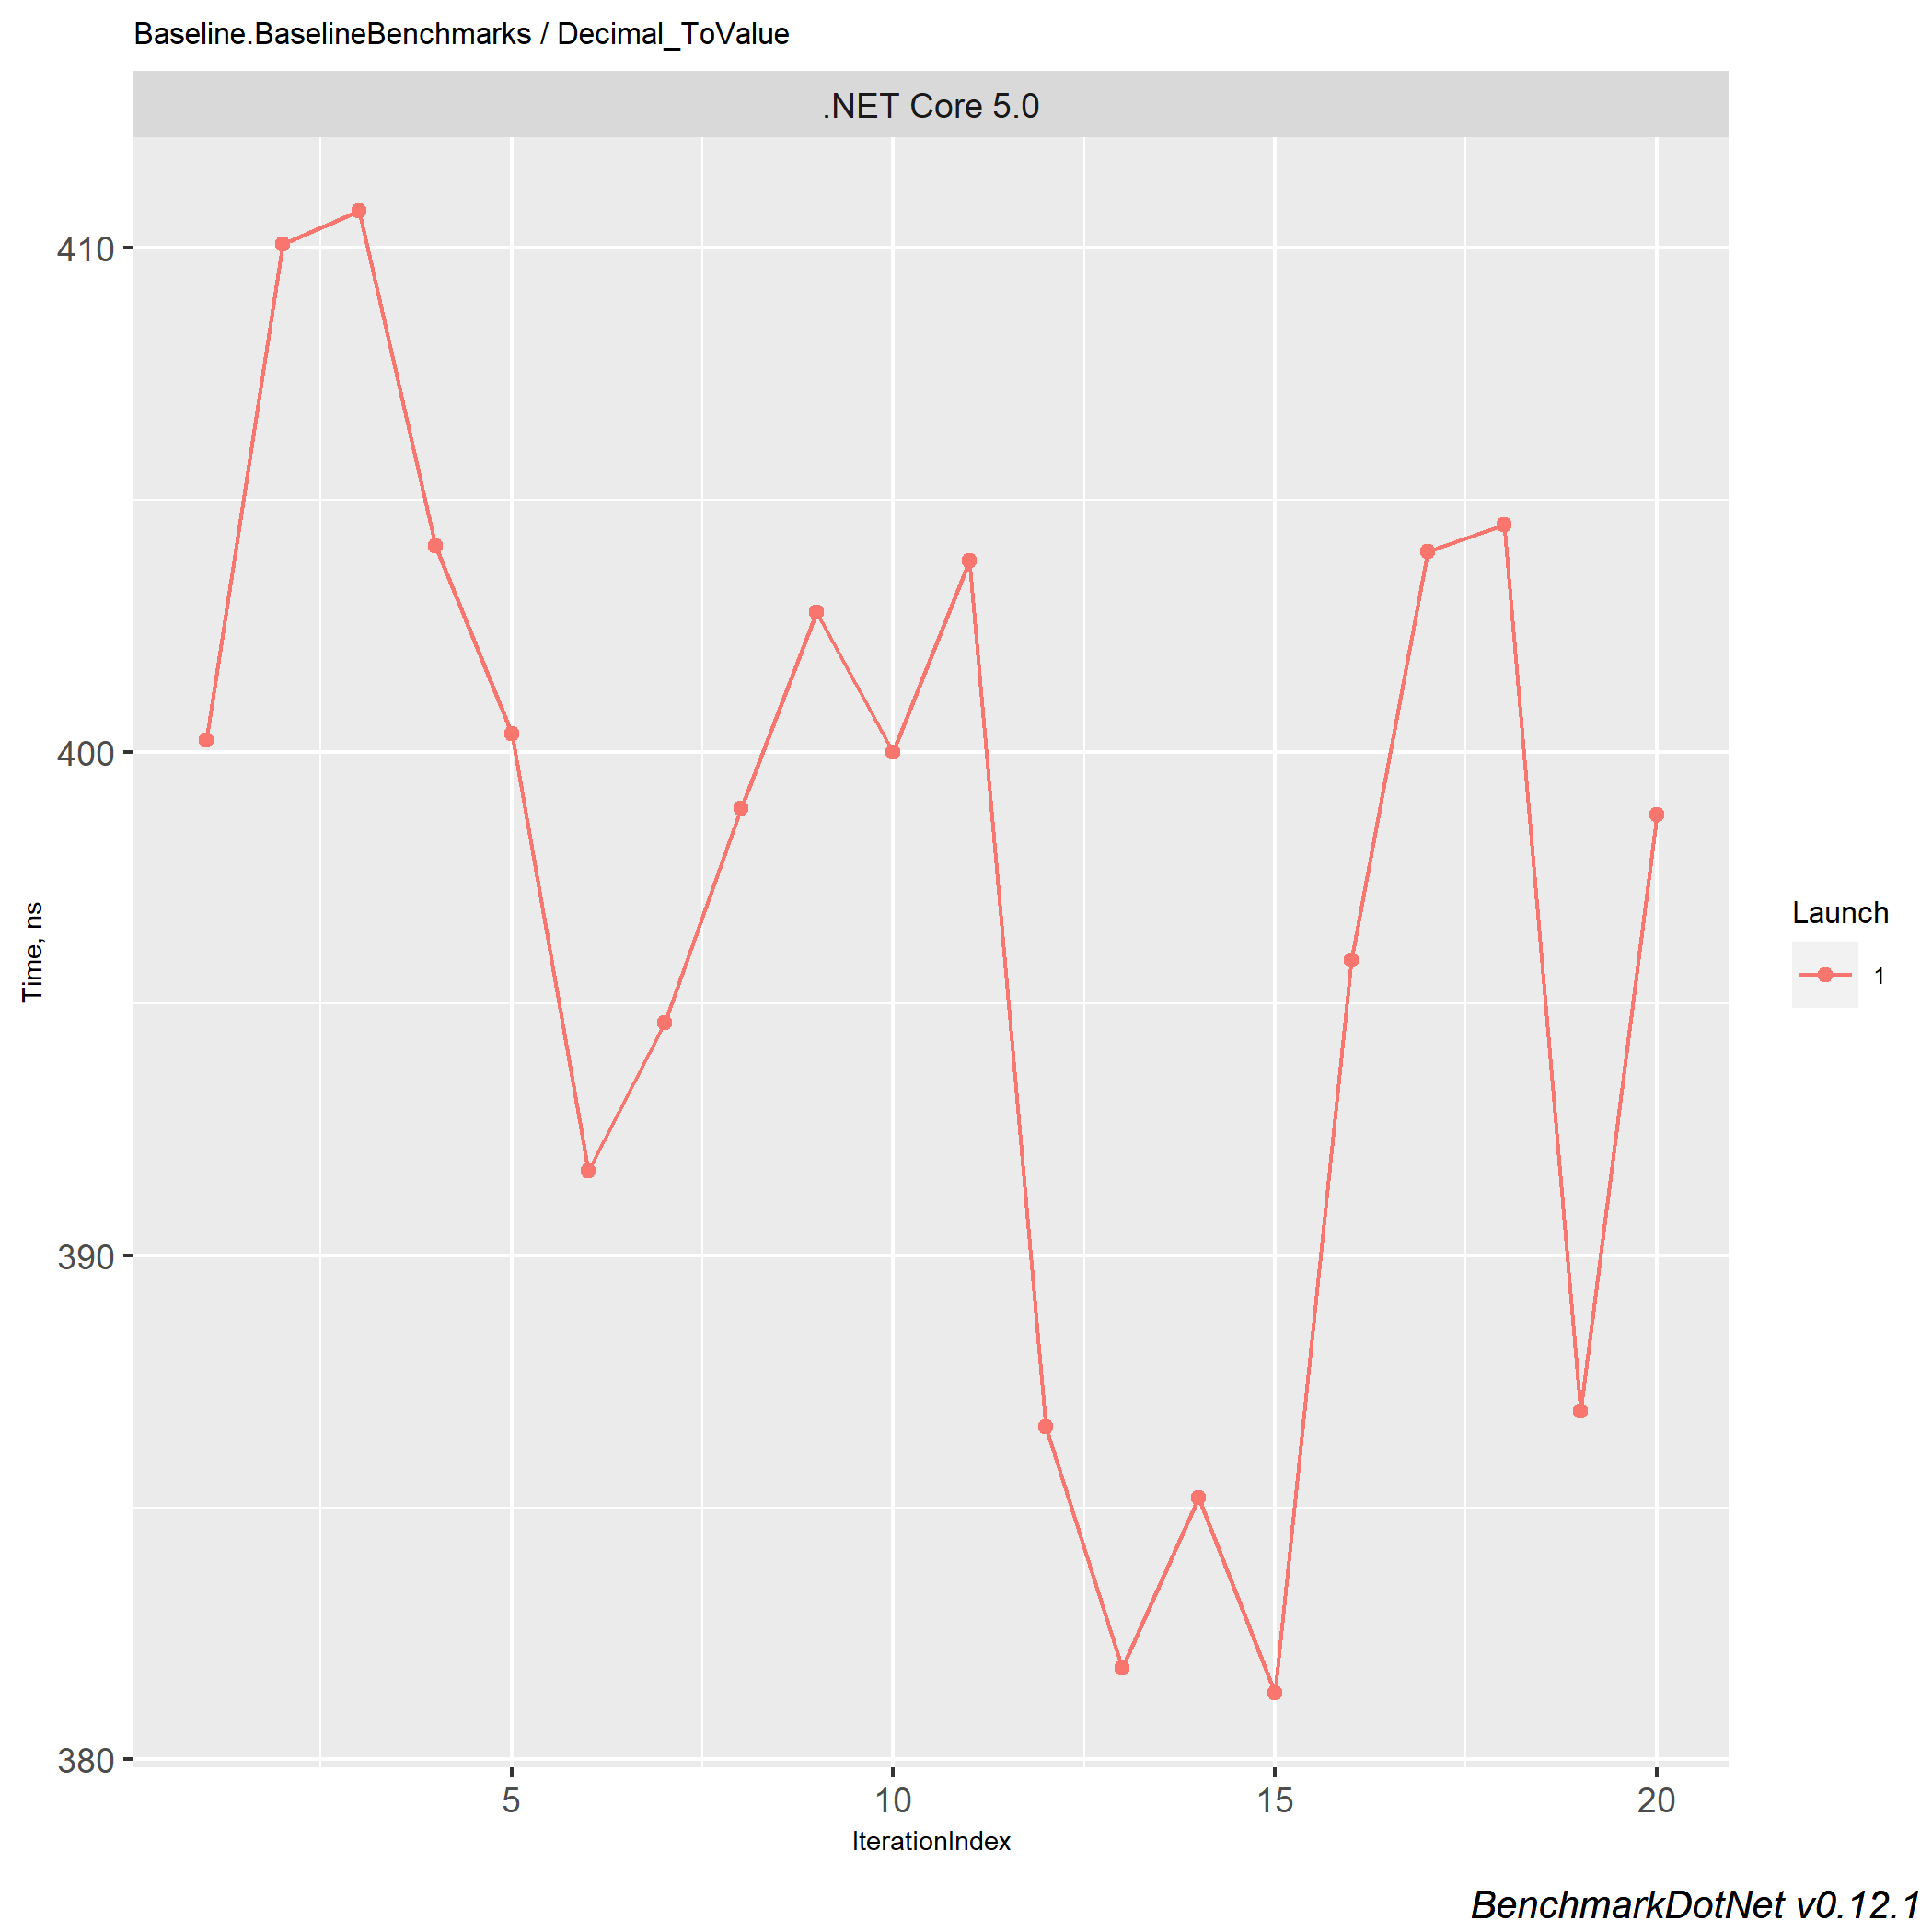 Baseline.BaselineBenchmarks / Decimal_ToValue
.NET Core 5.0
410
400
390
380
Time, ns
5 10 15 20
IterationIndex
Launch
1
BenchmarkDotNet v0.12.1